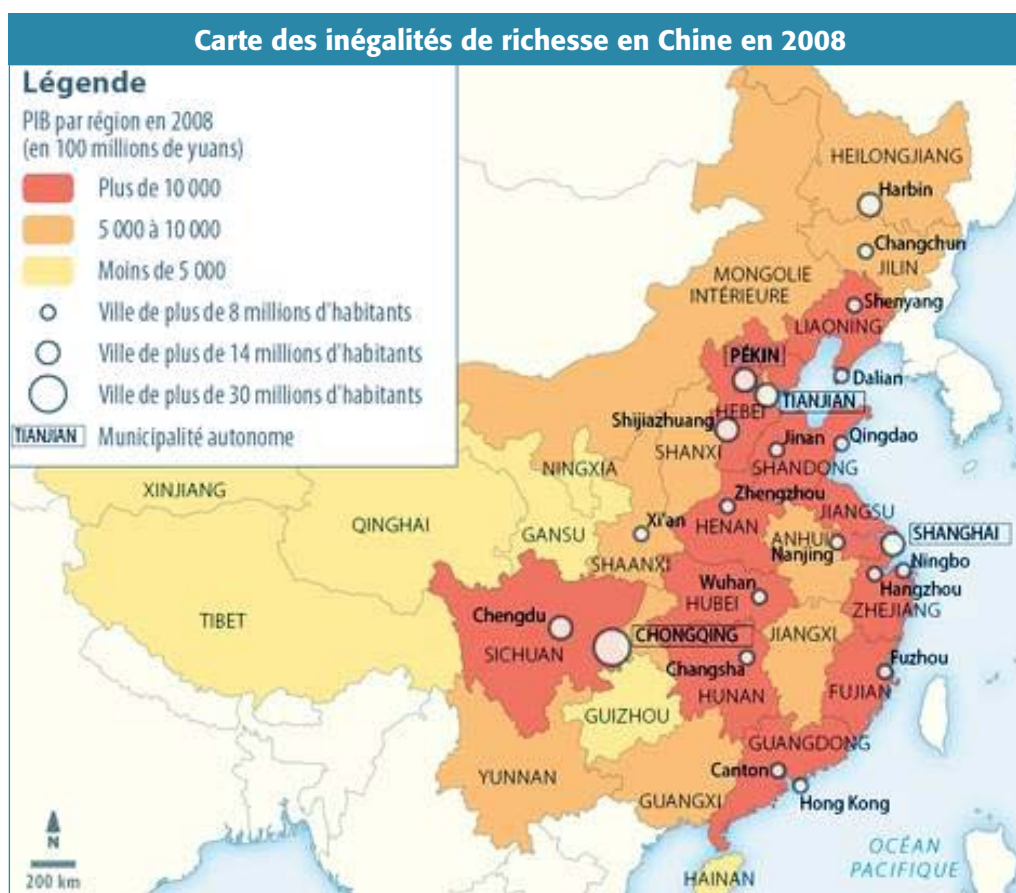 Carte des inégalités de richesse en Chine en 2008
Légende
PIB par région en 2008
(en 100 millions de yuans)
Plus de 10 000
5 000 à 10 000
Moins de 5 000
Ville de plus de 8 millions d'habitants
Ville de plus de 14 millions d'habitants
Ville de plus de 30 millions d'habitants
TIANJIAN Municipalité autonome
HEILONGJIANG
Harbin
Changchun
JILIN
MONGOLIE
INTÉRIEURE
Shenyang
LIAONING
PÉKIN
Dalian
TIANJIAN
HEBEI
Shijiazhuang
SHANXI
Jinan
Qingdao
SHANDONG
NINGXIA
XINJIANG
QINGHAI
GANSU
Zhengzhou
HENAN
JIANGSU
Xi'an
SHAANXI
ANHUI
Nanjing
SHANGHAI
Ningbo
Hangzhou
ZHEJIANG
TIBET
Wuhan
HUBEI
Chengdu
SICHUAN
CHONGQING
JIANGXI
Changsha
HUNAN
Fuzhou
FUJIAN
GUIZHOU
GUANGDONG
YUNNAN
Canton
GUANGXI
Hong Kong
OCÉAN
PACIFIQUE
HAINAN
N
200 km